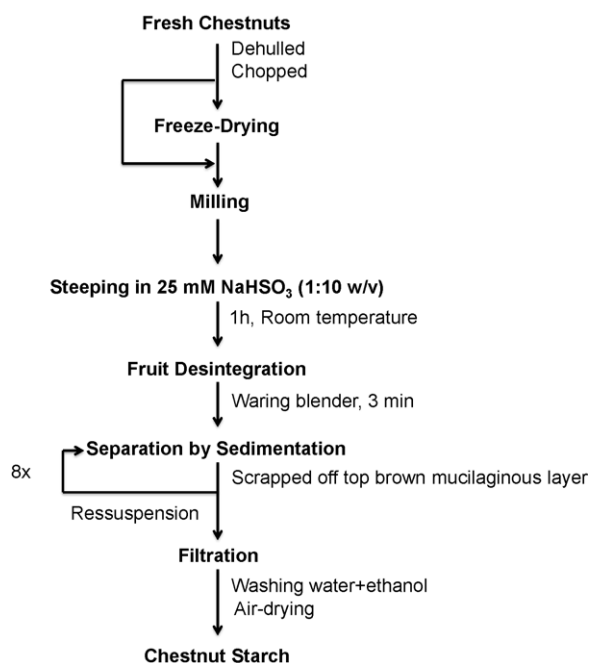 Fresh Chestnuts
Dehulled
Chopped
Freeze-Drying
Milling
Steeping in 25 mM NaHSO₃ (1:10 w/v)
1h, Room temperature
Fruit Desintegration
Waring blender, 3 min
Separation by Sedimentation
8x
Scrapped off top brown mucilaginous layer
Ressuspension
Filtration
Washing water+ethanol
Air-drying
Chestnut Starch